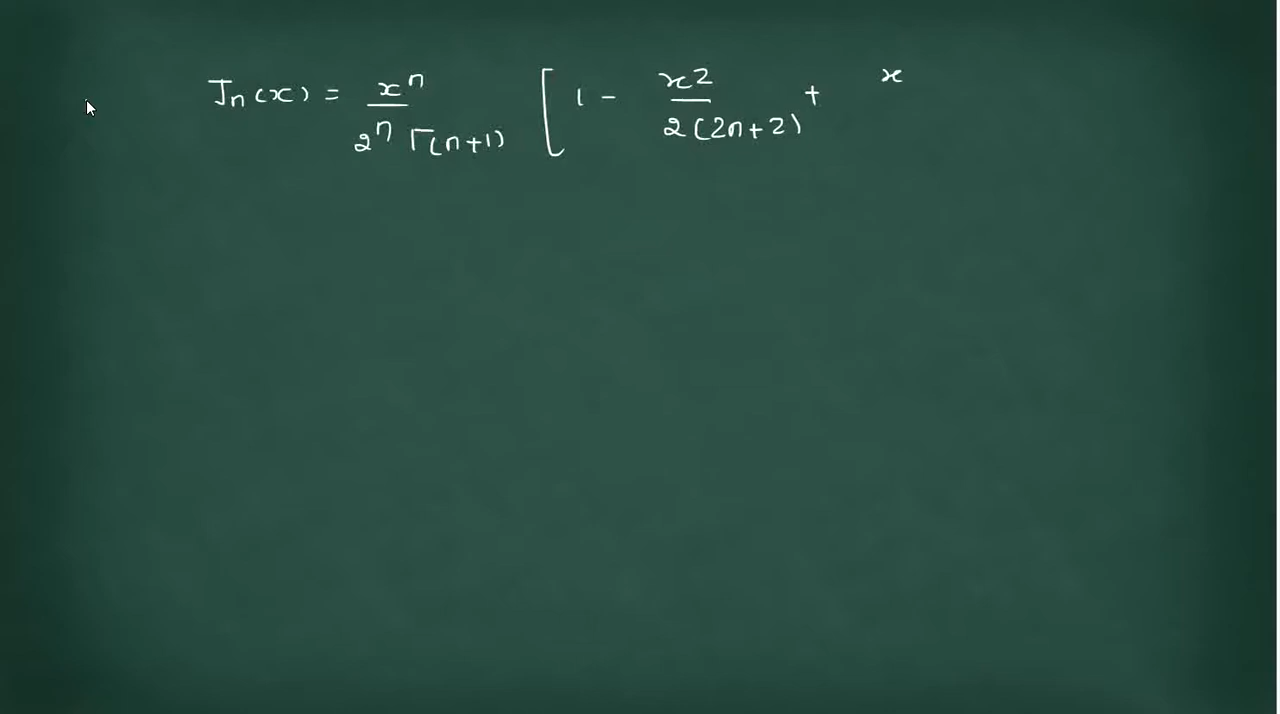 Jn(x) = x^n / 2^n Γ(n+1) [ 1 - x^2 / 2(2n+2) + x